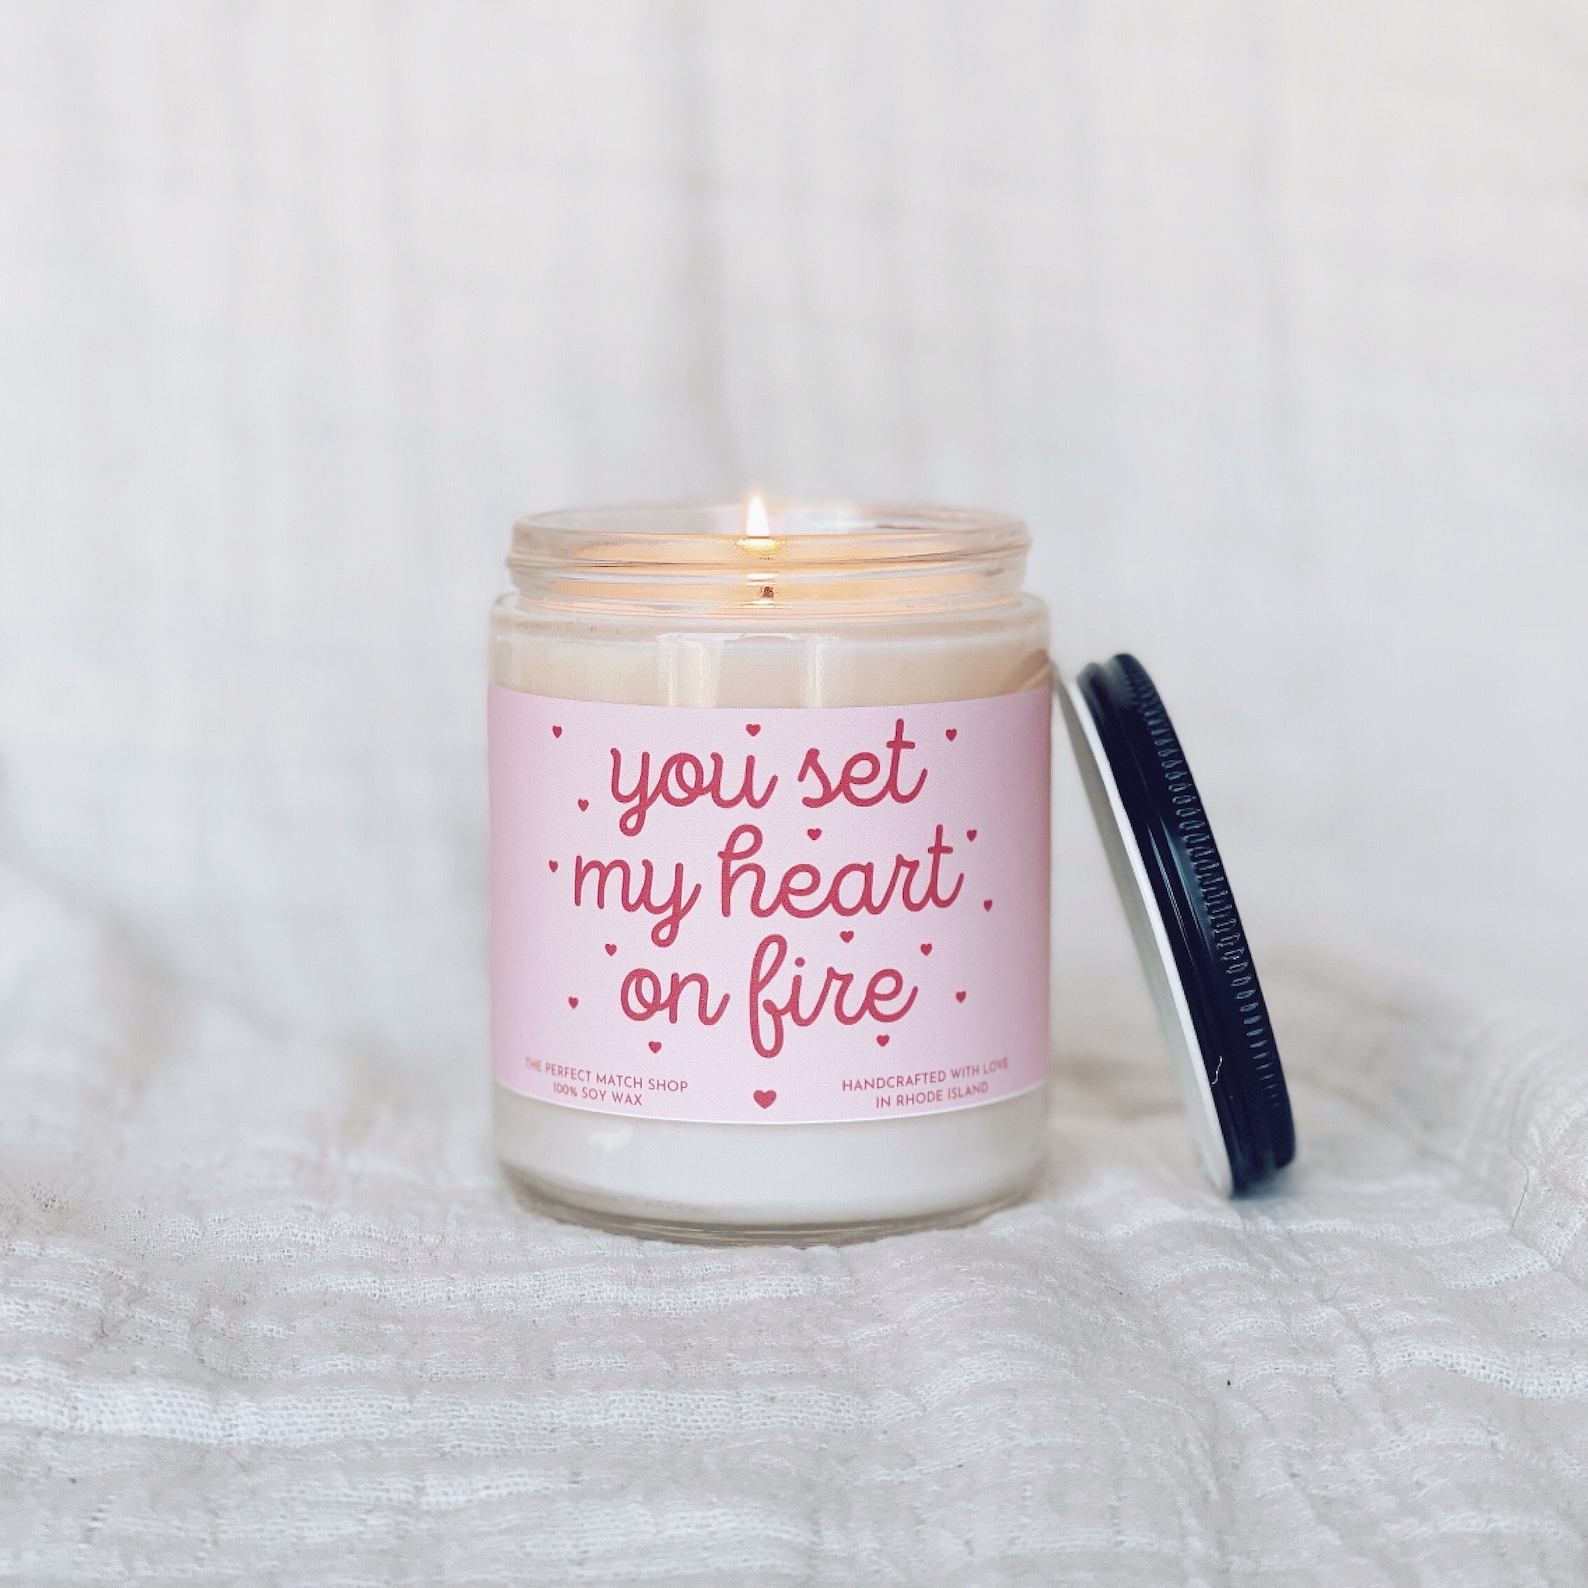 you set
my heart
on fire
THE PERFECT MATCH SHOP
100% SOY WAX
HANDCRAFTED WITH LOVE
IN RHODE ISLAND